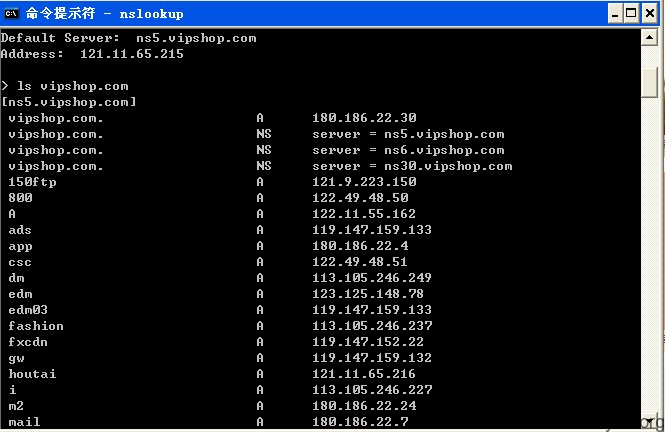 命令提示符 - nslookup
Default Server:  ns5.vipshop.com
Address:  121.11.65.215
> ls vipshop.com
[ns5.vipshop.com]
vipshop.com. A 180.186.22.30
vipshop.com. NS server = ns5.vipshop.com
vipshop.com. NS server = ns6.vipshop.com
vipshop.com. NS server = ns30.vipshop.com
150ftp A 121.9.223.150
800 A 122.49.48.50
A A 122.11.55.162
ads A 119.147.159.133
app A 180.186.22.4
csc A 122.49.48.51
dm A 113.105.246.249
edm A 123.125.148.78
edm03 A 119.147.159.133
fashion A 113.105.246.237
fxcdn A 119.147.152.22
gw A 119.147.159.132
houtai A 121.11.65.216
i A 113.105.246.227
m2 A 180.186.22.24
mail A 180.186.22.7